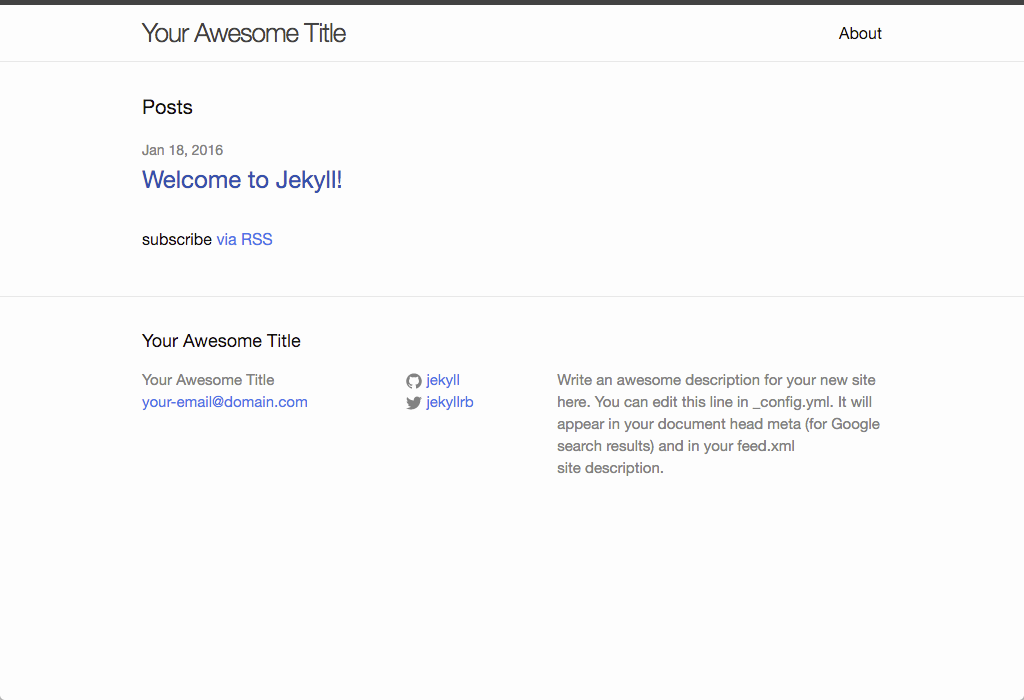 Your Awesome Title
About
Posts
Jan 18, 2016
Welcome to Jekyll!
subscribe via RSS
Your Awesome Title
Your Awesome Title
your-email@domain.com
jekyll
jekyllrb
Write an awesome description for your new site
here. You can edit this line in _config.yml. It will
appear in your document head meta (for Google
search results) and in your feed.xml
site description.